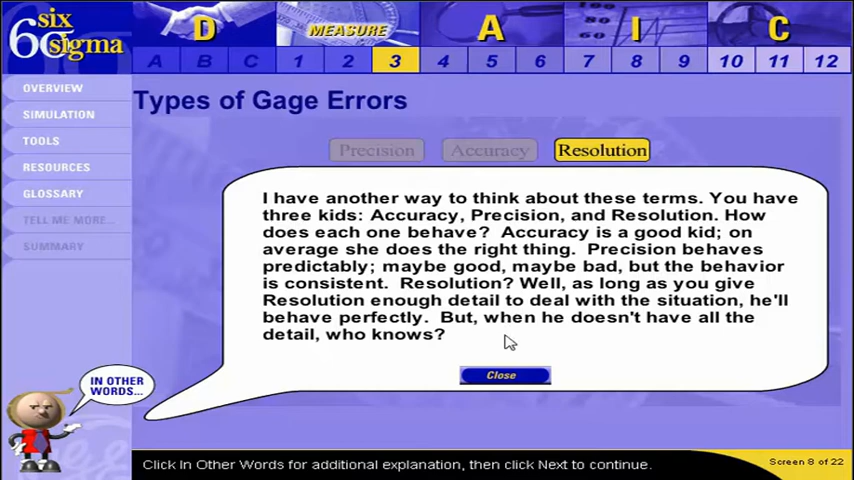 six
6σ sigma
D
MEASURE
A
I
C
A B C 1 2 3 4 5 6 7 8 9 10 11 12
OVERVIEW
SIMULATION
TOOLS
RESOURCES
GLOSSARY
TELL ME MORE...
SUMMARY
Types of Gage Errors
Precision
Accuracy
Resolution
I have another way to think about these terms. You have
three kids: Accuracy, Precision, and Resolution. How
does each one behave? Accuracy is a good kid; on
average she does the right thing. Precision behaves
predictably; maybe good, maybe bad, but the behavior
is consistent. Resolution? Well, as long as you give
Resolution enough detail to deal with the situation, he'll
behave perfectly. But, when he doesn't have all the
detail, who knows?
Close
IN OTHER
WORDS...
Click In Other Words for additional explanation, then click Next to continue.
Screen 8 of 22